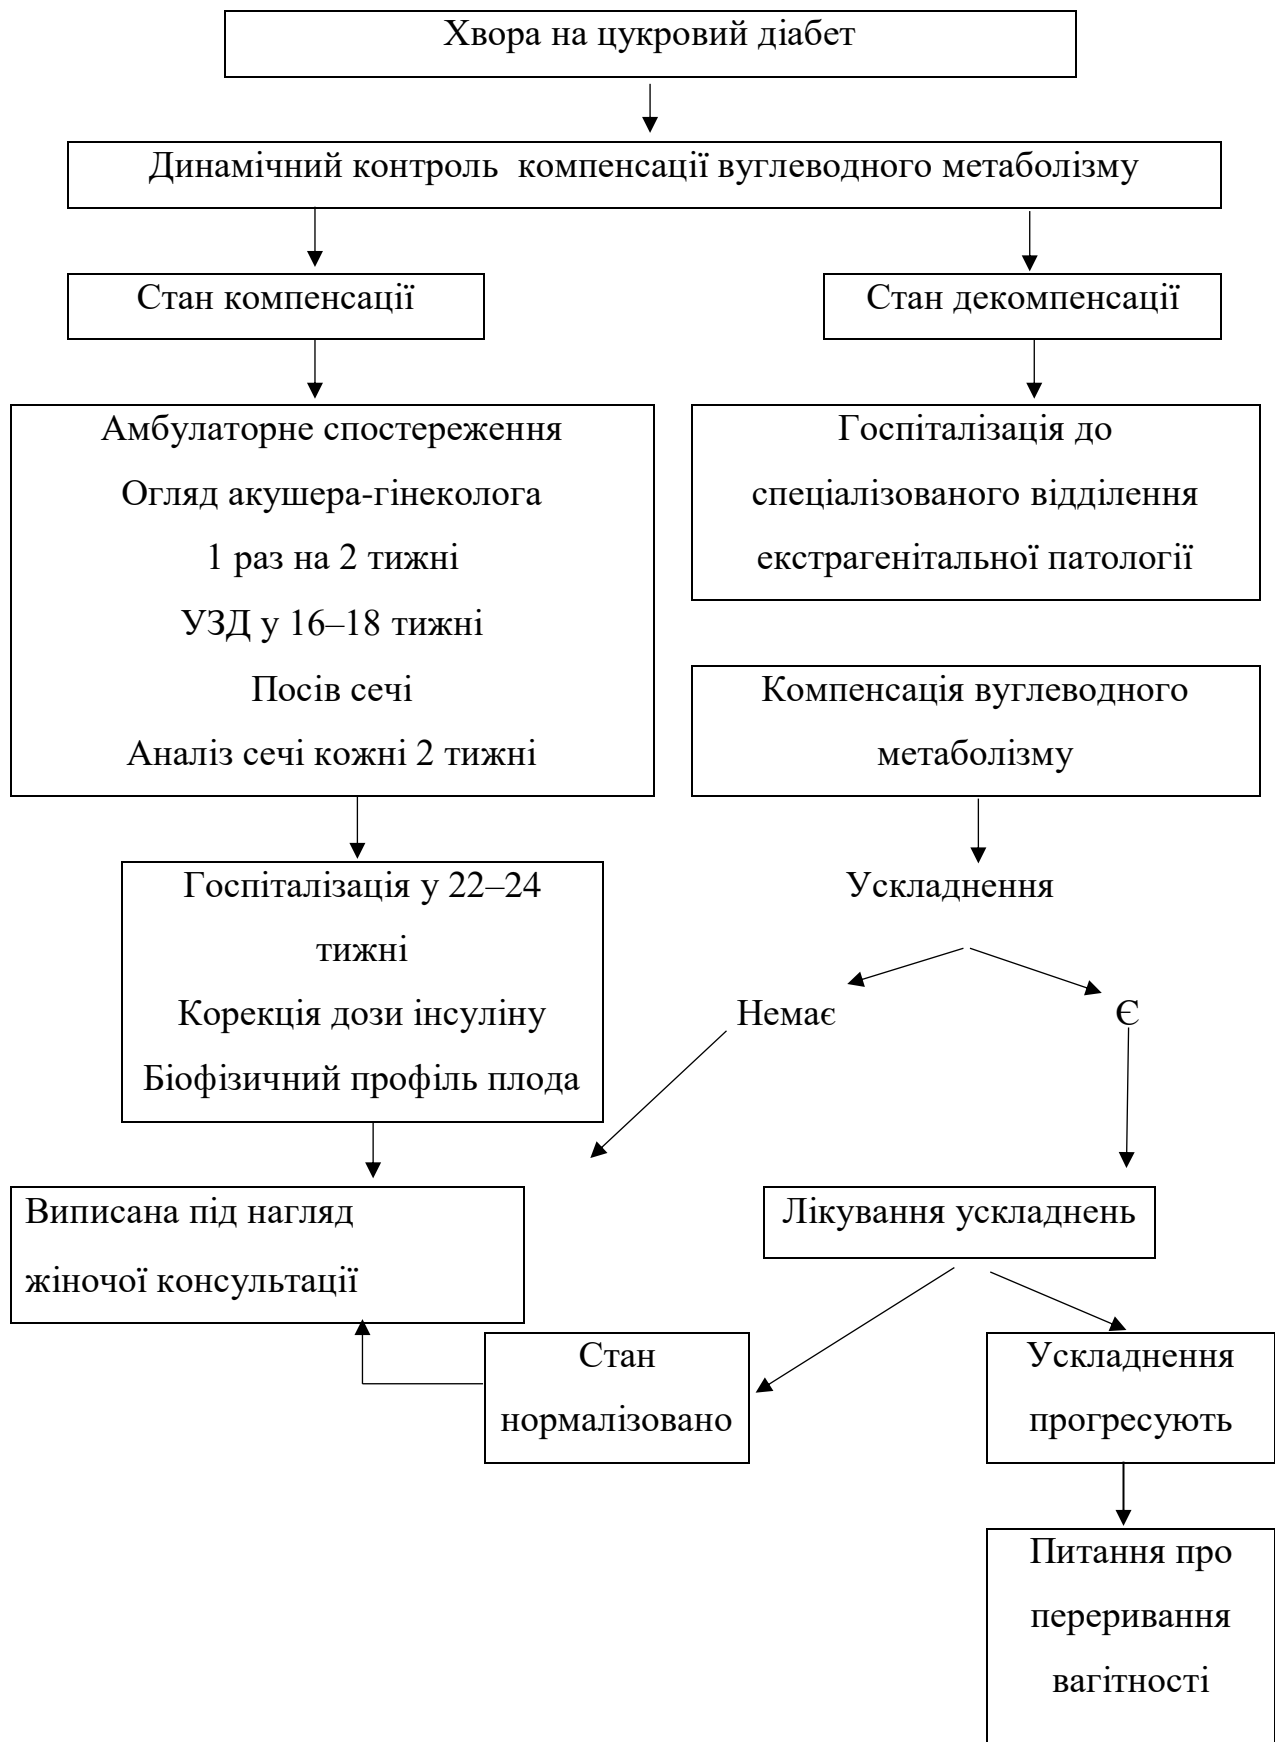 Хвора на цукровий діабет
Динамічний контроль компенсації вуглеводного метаболізму
Стан компенсації
Стан декомпенсації
Амбулаторне спостереження
Огляд акушера-гінеколога
1 раз на 2 тижні
УЗД у 16–18 тижні
Посів сечі
Аналіз сечі кожні 2 тижні
Госпіталізація до
спеціалізованого відділення
екстрагенітальної патології
Компенсація вуглеводного
метаболізму
Госпіталізація у 22–24
тижні
Корекція дози інсуліну
Біофізичний профіль плода
Ускладнення
Немає
Є
Виписана під нагляд
жіночої консультації
Лікування ускладнень
Стан
нормалізовано
Ускладнення
прогресують
Питання про
переривання
вагітності